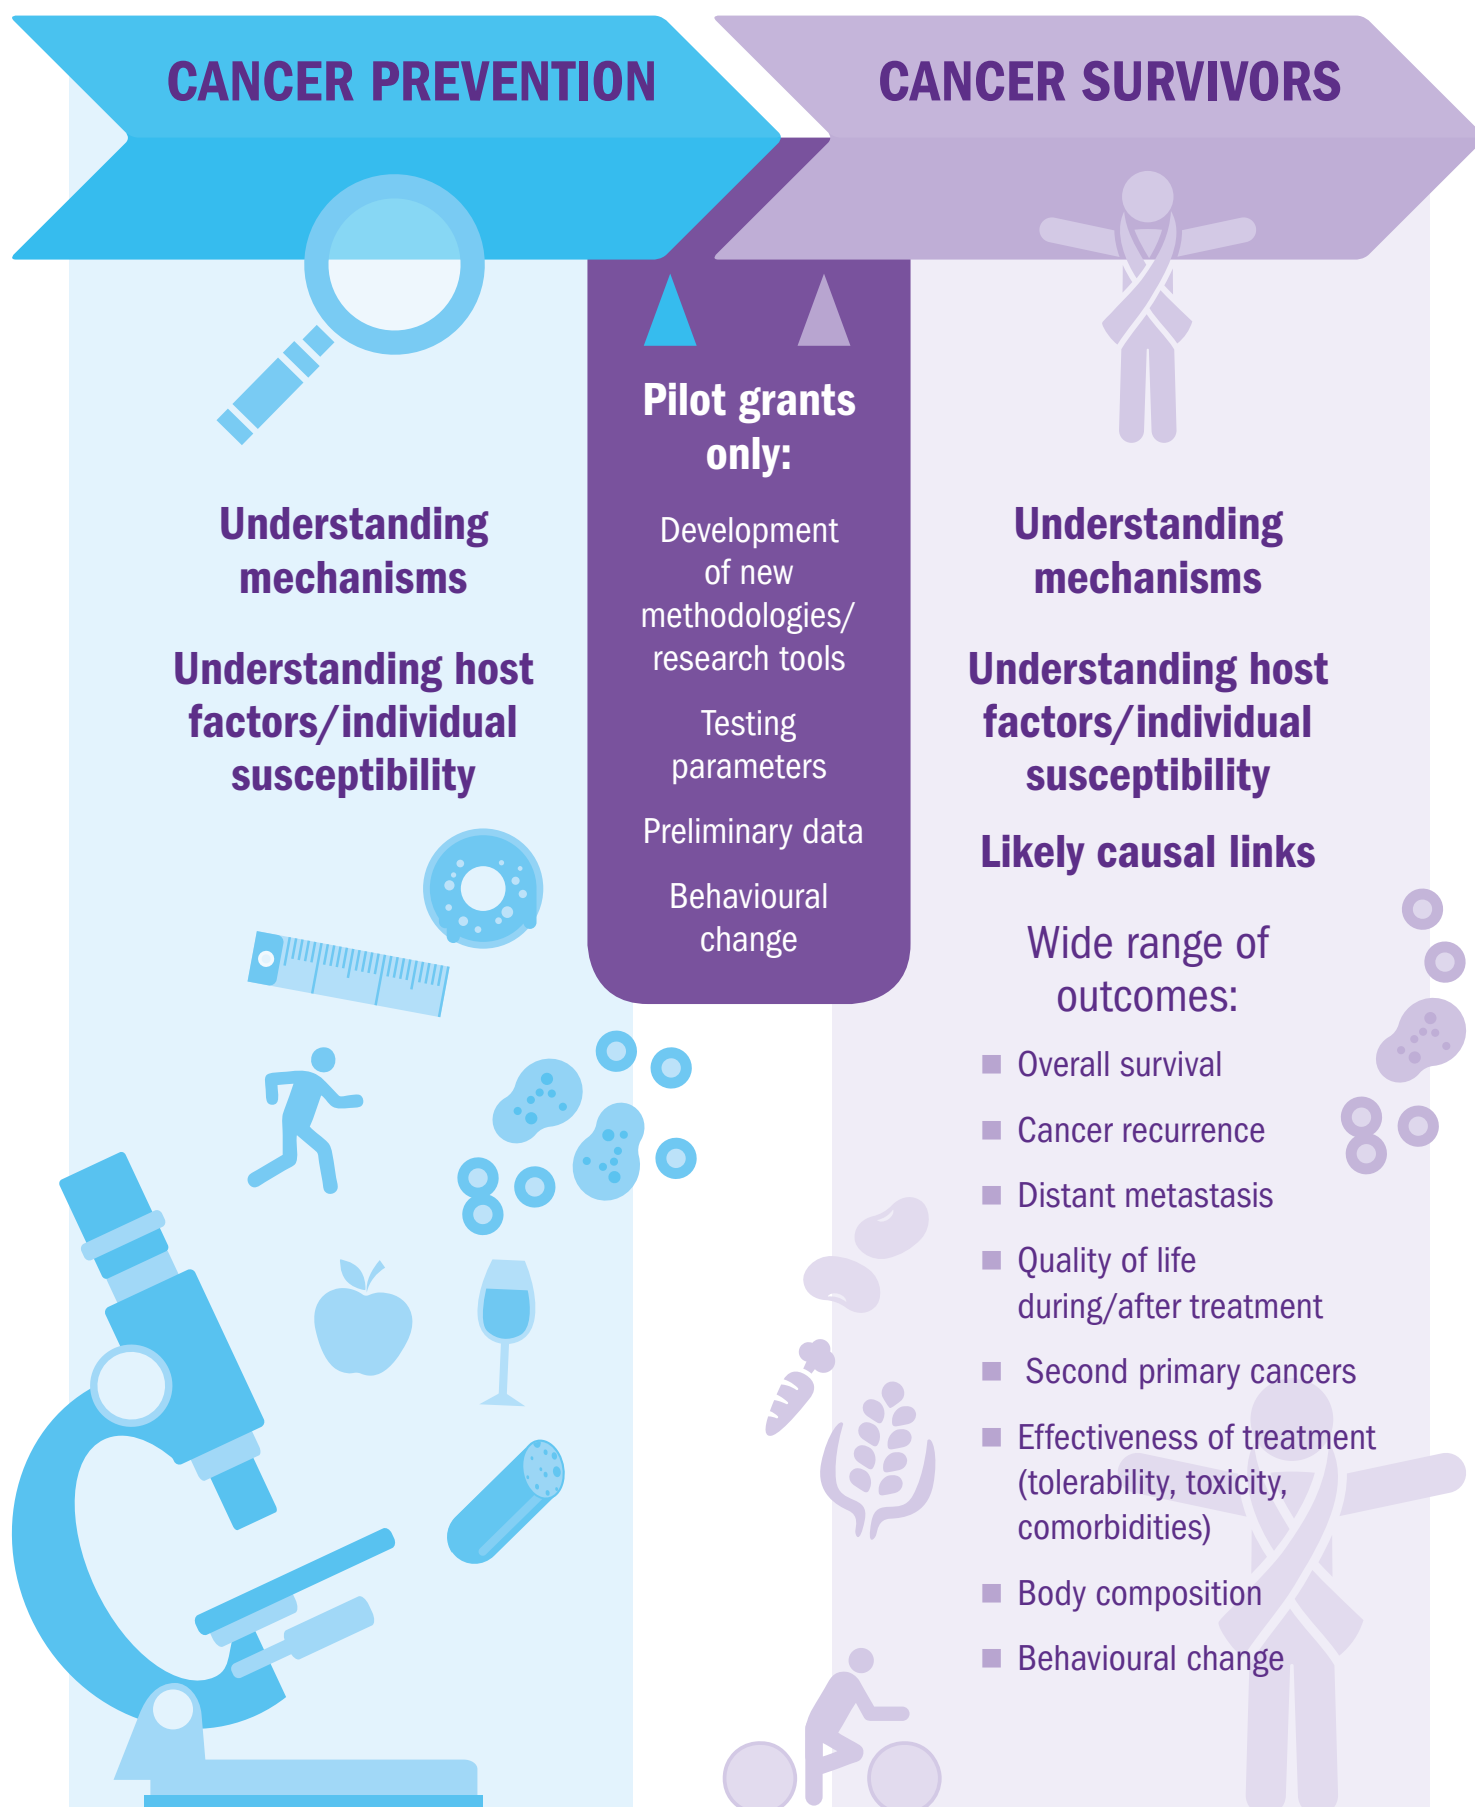 CANCER PREVENTION
CANCER SURVIVORS
Understanding
mechanisms
Understanding host
factors/individual
susceptibility
Pilot grants
only:
Development
of new
methodologies/
research tools
Testing
parameters
Preliminary data
Behavioural
change
Understanding
mechanisms
Understanding host
factors/individual
susceptibility
Likely causal links
Wide range of
outcomes:
Overall survival
Cancer recurrence
Distant metastasis
Quality of life
during/after treatment
Second primary cancers
Effectiveness of treatment
(tolerability, toxicity,
comorbidities)
Body composition
Behavioural change